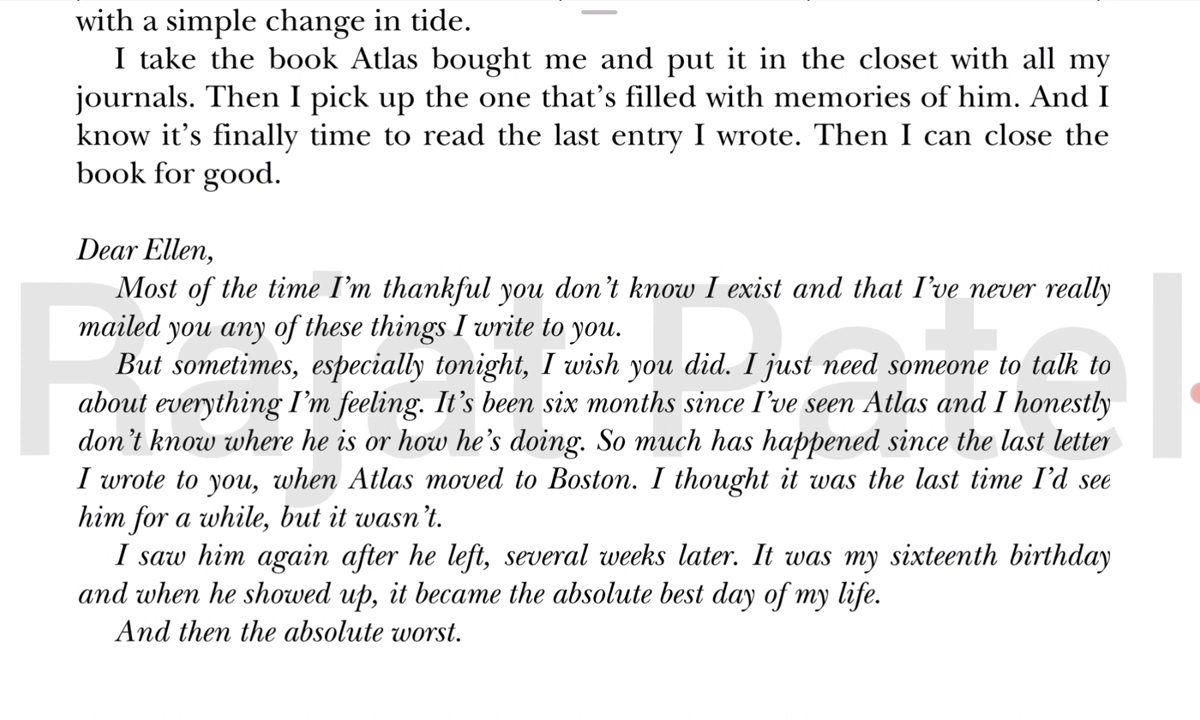 with a simple change in tide.
I take the book Atlas bought me and put it in the closet with all my
journals. Then I pick up the one that’s filled with memories of him. And I
know it’s finally time to read the last entry I wrote. Then I can close the
book for good.
Dear Ellen,
Most of the time I’m thankful you don’t know I exist and that I’ve never really
mailed you any of these things I write to you.
But sometimes, especially tonight, I wish you did. I just need someone to talk to
about everything I’m feeling. It’s been six months since I’ve seen Atlas and I honestly
don’t know where he is or how he’s doing. So much has happened since the last letter
I wrote to you, when Atlas moved to Boston. I thought it was the last time I’d see
him for a while, but it wasn’t.
I saw him again after he left, several weeks later. It was my sixteenth birthday
and when he showed up, it became the absolute best day of my life.
And then the absolute worst.
Rajat Patel